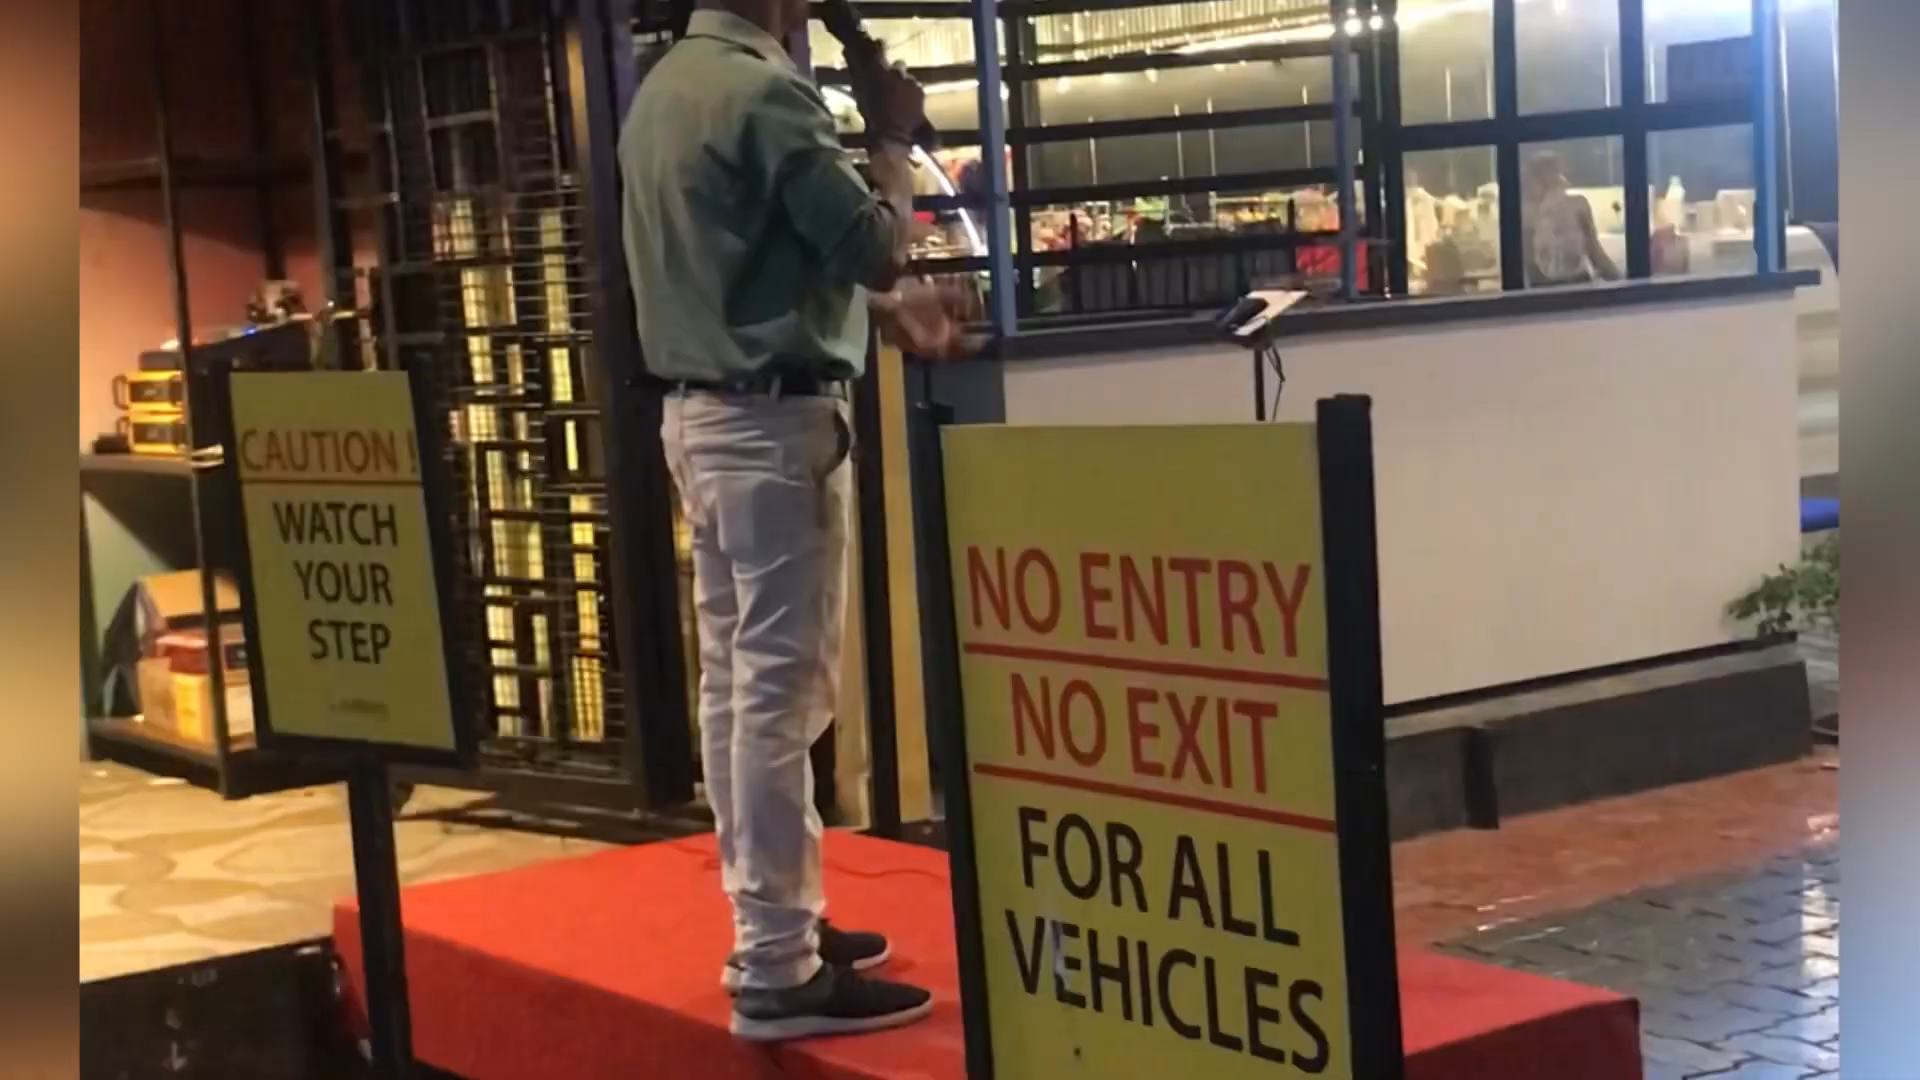 CAUTION !
WATCH
YOUR
STEP
NO ENTRY
NO EXIT
FOR ALL
VEHICLES